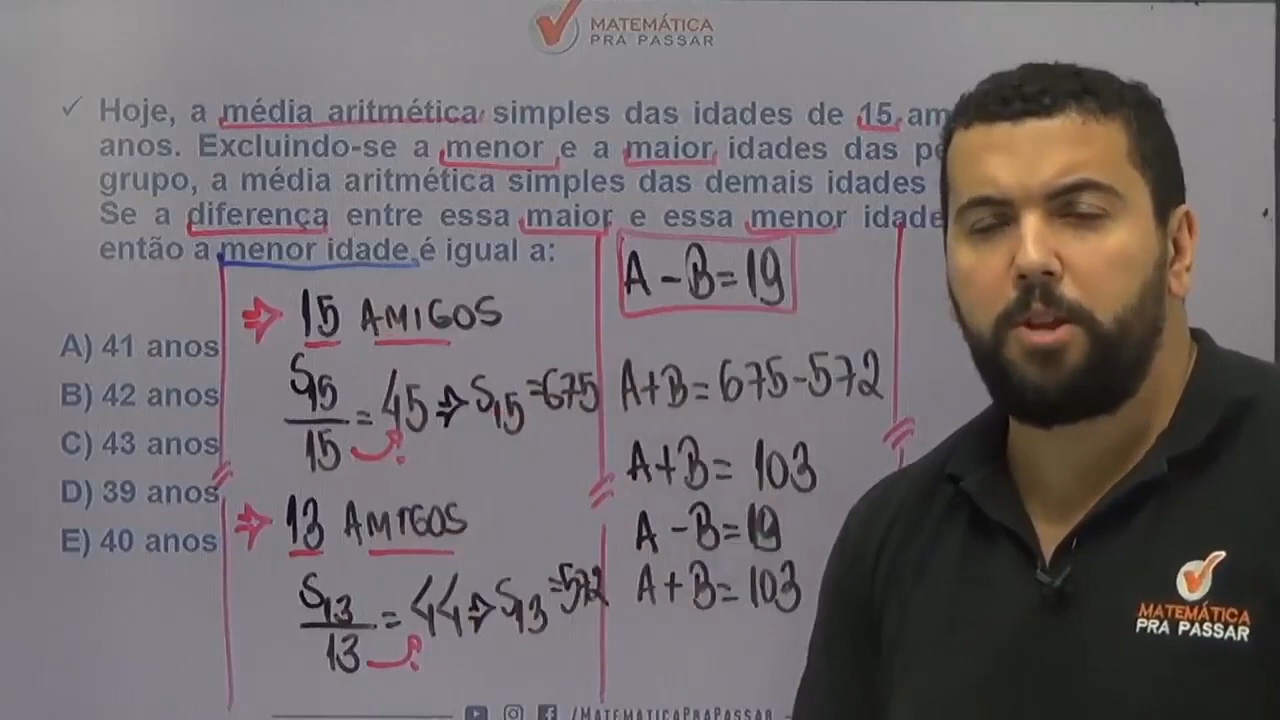 MATEMÁTICA
PRA PASSAR
✓ Hoje, a média aritmética simples das idades de 15
anos. Excluindo-se a menor e a maior idades das
grupo, a média aritmética simples das demais idades
Se a diferença entre essa maior e essa menor idade
então a menor idade é igual a:
A) 41 anos
B) 42 anos
C) 43 anos
D) 39 anos
E) 40 anos
⇒ 15 AMIGOS
S15/15 = 45 ⇒ S15 = 675
⇒ 13 AMIGOS
S13/13 = 44 ⇒ S13 = 572
A - B = 19
A + B = 675 - 572
A + B = 103
A - B = 19
A + B = 103
MATEMÁTICA
PRA PASSAR
/MATEMÁTICAPRAPASSAR